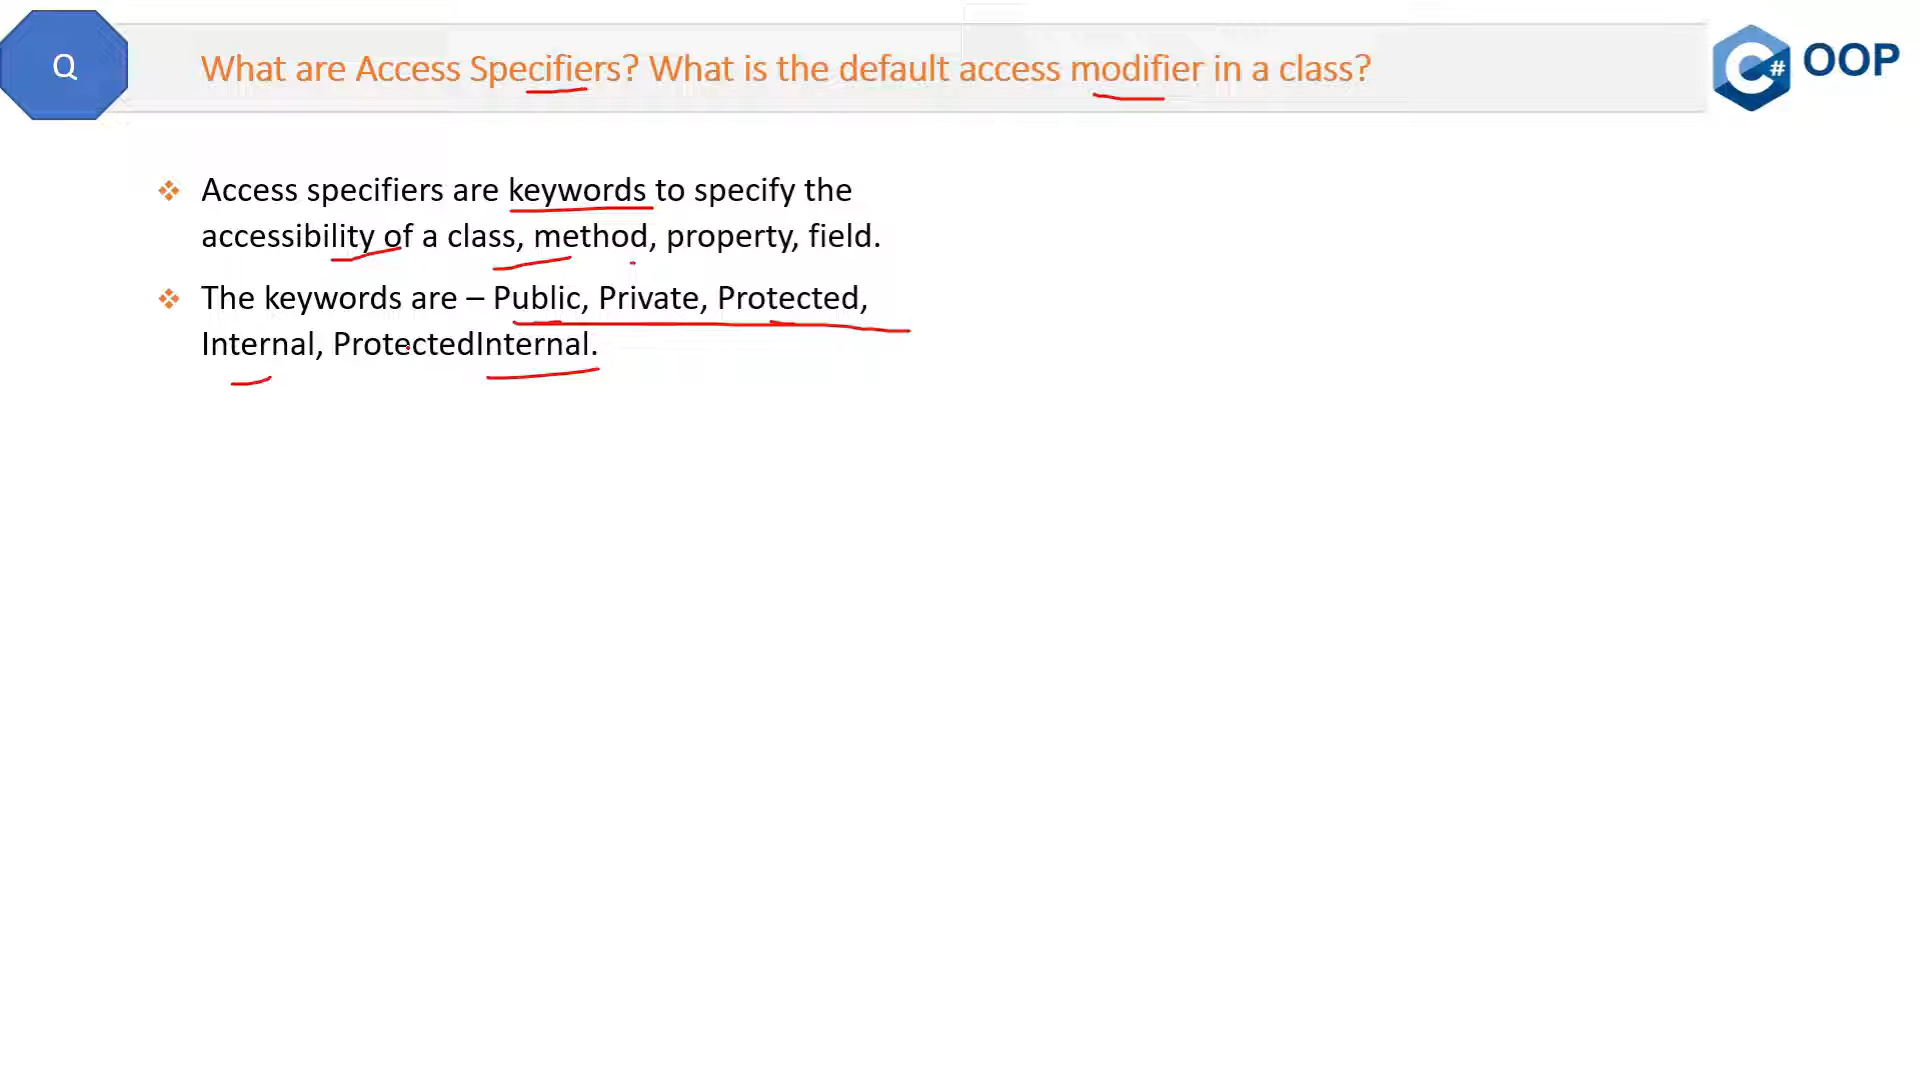 Q
What are Access Specifiers? What is the default access modifier in a class?
C# OOP
Access specifiers are keywords to specify the
accessibility of a class, method, property, field.
The keywords are – Public, Private, Protected,
Internal, ProtectedInternal.